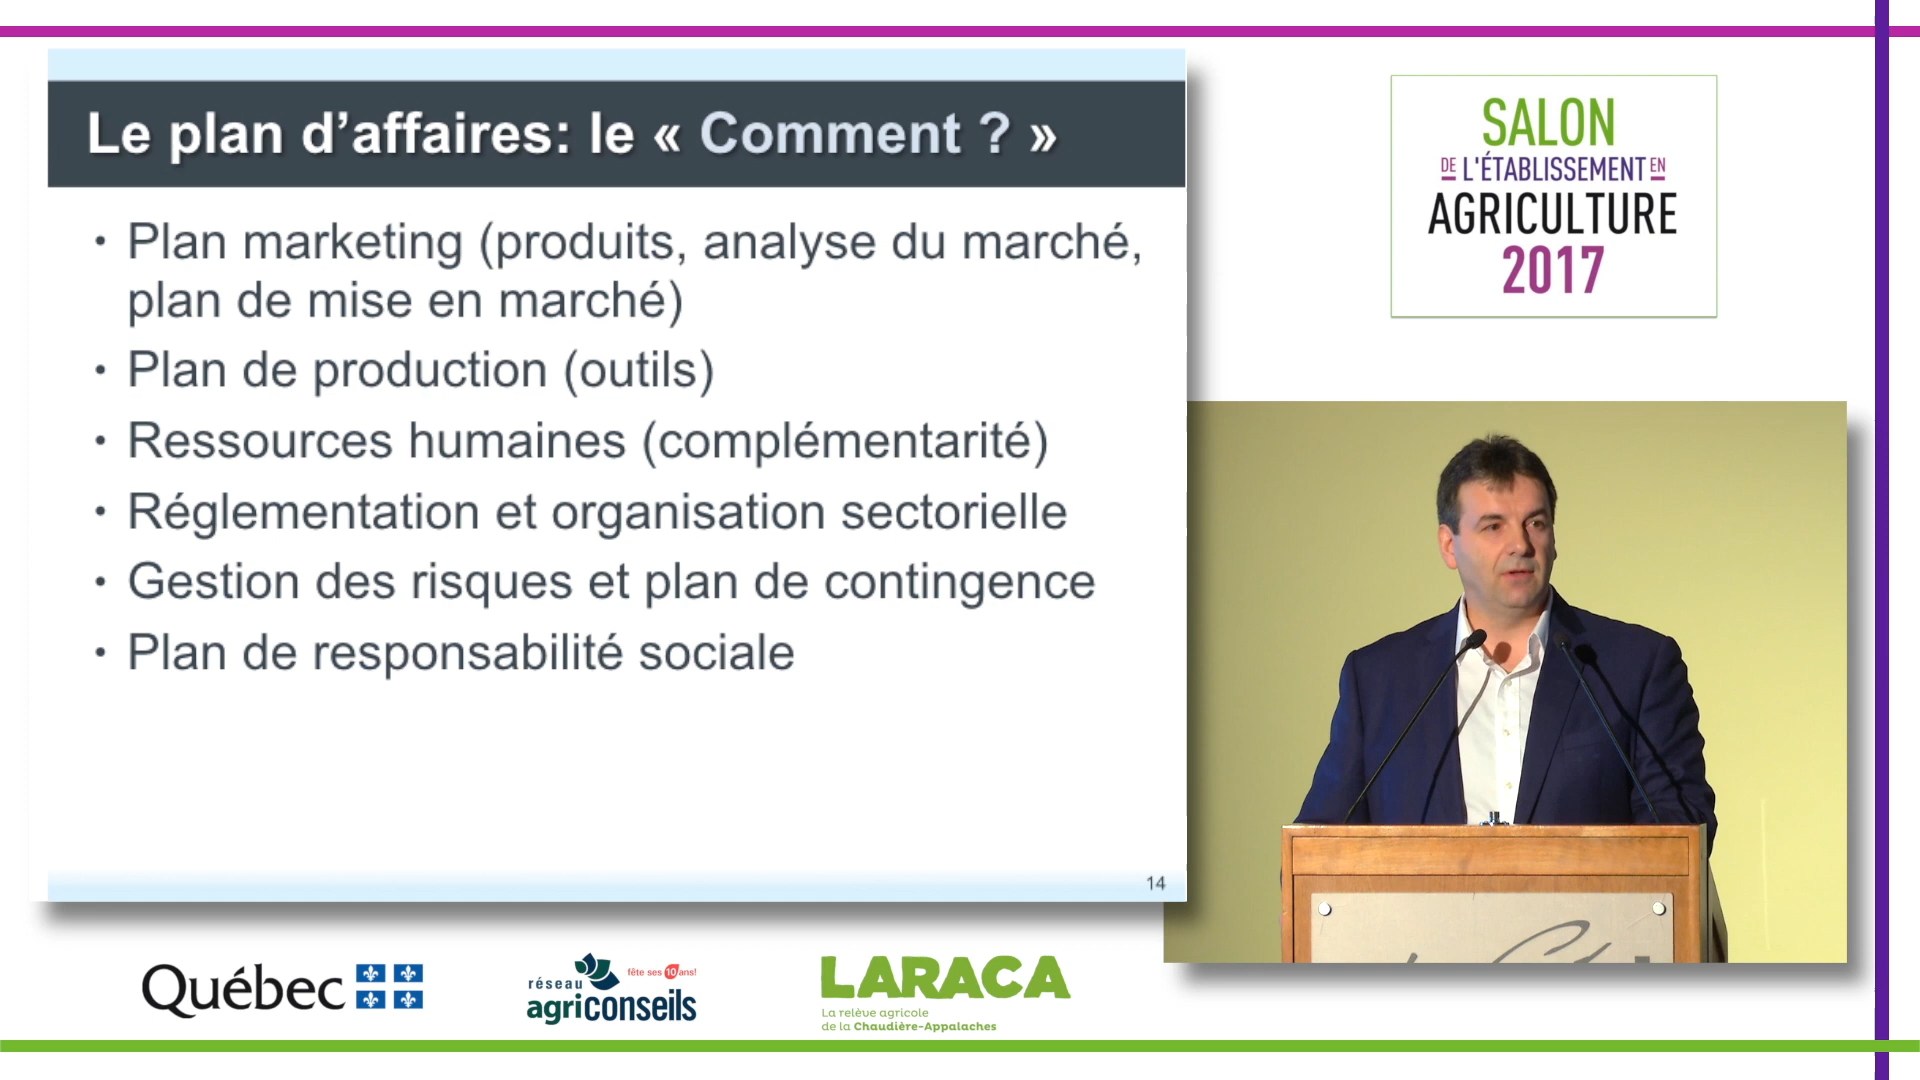 Le plan d’affaires: le « Comment ? »
• Plan marketing (produits, analyse du marché,
plan de mise en marché)
• Plan de production (outils)
• Ressources humaines (complémentarité)
• Réglementation et organisation sectorielle
• Gestion des risques et plan de contingence
• Plan de responsabilité sociale
14
SALON
DE L'ÉTABLISSEMENT EN
AGRICULTURE
2017
Québec
réseau
agriconseils
fête ses 10 ans!
LARACA
La relève agricole
de la Chaudière-Appalaches